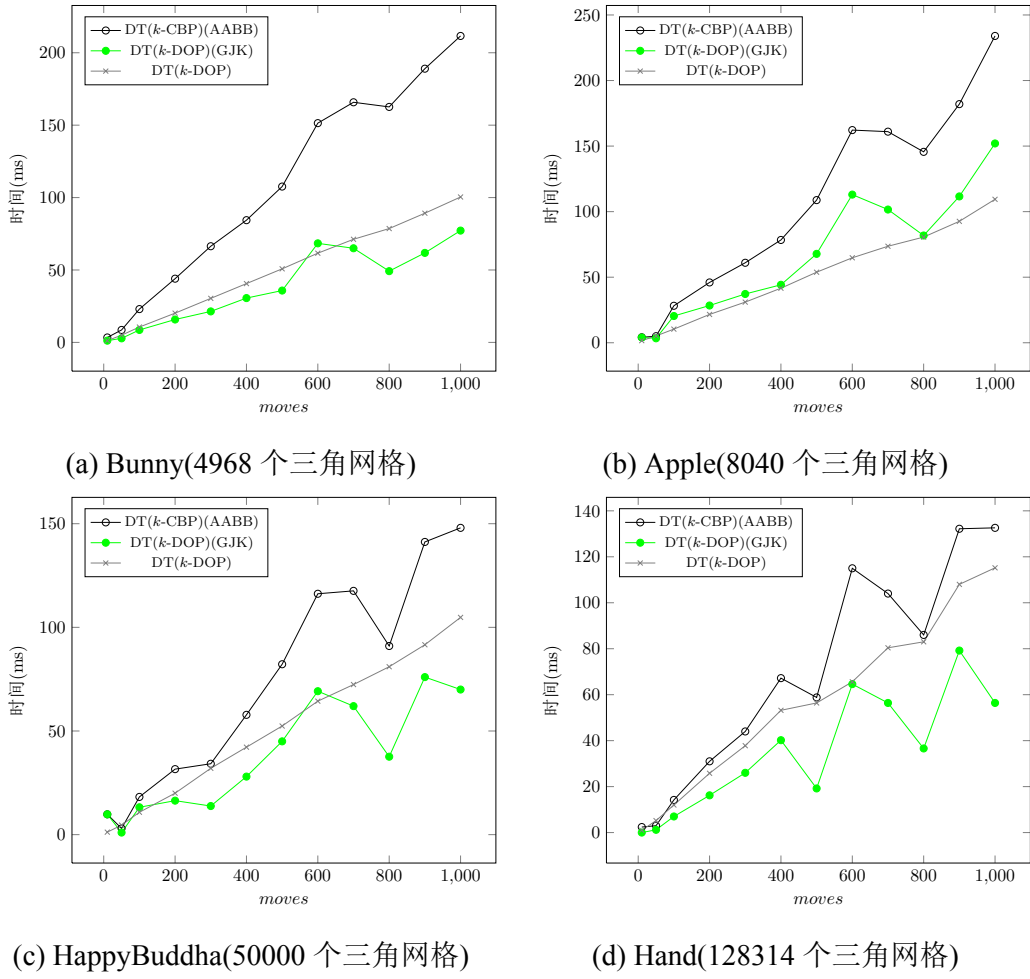 DT(k-CBP)(AABB)
DT(k-DOP)(GJK)
DT(k-DOP)
200
150
100
50
0
时间(ms)
0 200 400 600 800 1,000
moves
(a) Bunny(4968 个三角网格)
DT(k-CBP)(AABB)
DT(k-DOP)(GJK)
DT(k-DOP)
250
200
150
100
50
0
时间(ms)
0 200 400 600 800 1,000
moves
(b) Apple(8040 个三角网格)
DT(k-CBP)(AABB)
DT(k-DOP)(GJK)
DT(k-DOP)
150
100
50
0
时间(ms)
0 200 400 600 800 1,000
moves
(c) HappyBuddha(50000 个三角网格)
DT(k-CBP)(AABB)
DT(k-DOP)(GJK)
DT(k-DOP)
140
120
100
80
60
40
20
0
时间(ms)
0 200 400 600 800 1,000
moves
(d) Hand(128314 个三角网格)